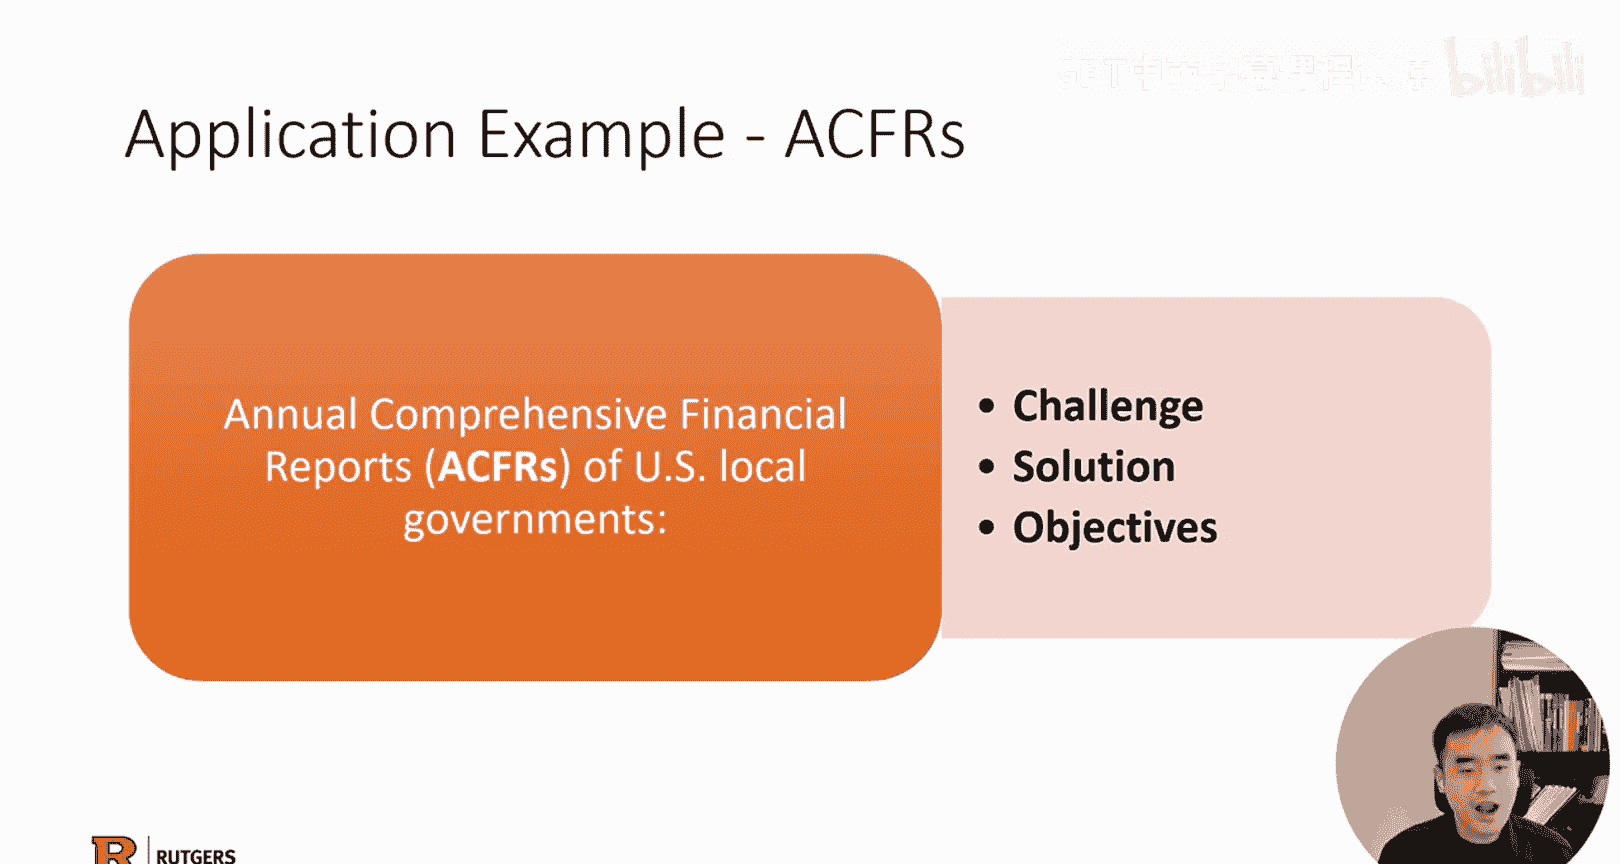 bilibili
Application Example - ACFRs
Annual Comprehensive Financial
Reports (ACFRs) of U.S. local
governments:
• Challenge
• Solution
• Objectives
R RUTGERS